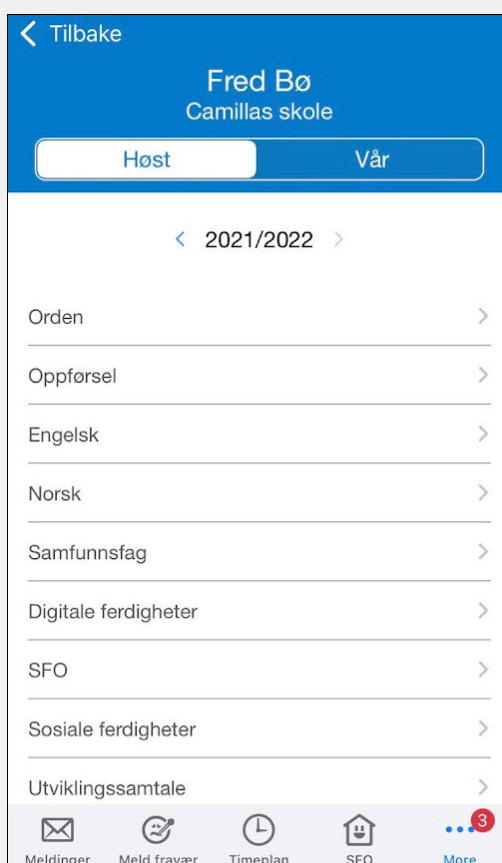 Tilbake
Fred Bø
Camillas skole
Høst Vår
2021/2022
Orden
Oppførsel
Engelsk
Norsk
Samfunnsfag
Digitale ferdigheter
SFO
Sosiale ferdigheter
Utviklingssamtale
3
Meldinger Meld fravær Timeplan SFO More